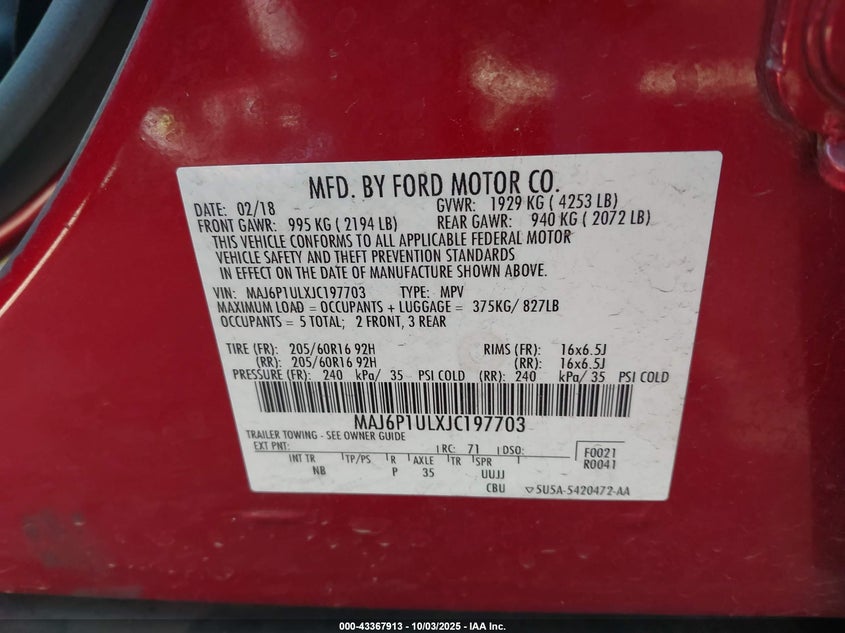 MFD. BY FORD MOTOR CO.
DATE: 02/18 GVWR: 1929 KG ( 4253 LB)
FRONT GAWR: 995 KG ( 2194 LB) REAR GAWR: 940 KG ( 2072 LB)
THIS VEHICLE CONFORMS TO ALL APPLICABLE FEDERAL MOTOR
VEHICLE SAFETY AND THEFT PREVENTION STANDARDS
IN EFFECT ON THE DATE OF MANUFACTURE SHOWN ABOVE.
VIN: MAJ6P1ULXJC197703 TYPE: MPV
MAXIMUM LOAD = OCCUPANTS + LUGGAGE = 375KG/ 827LB
OCCUPANTS = 5 TOTAL; 2 FRONT, 3 REAR
TIRE (FR): 205/60R16 92H RIMS (FR): 16x6.5J
(RR): 205/60R16 92H (RR): 16x6.5J
PRESSURE (FR): 240 kPa/ 35 PSI COLD (RR): 240 kPa/ 35 PSI COLD
MAJ6P1ULXJC197703
TRAILER TOWING - SEE OWNER GUIDE
EXT PNT: RC: 71 DSO: F0021
R0041
INT TR TP/PS R AXLE TR SPR
NB P 35 UUJJ
CBU 5U5A-5420472-AA
000-43367913 - 10/03/2025 - IAA Inc.